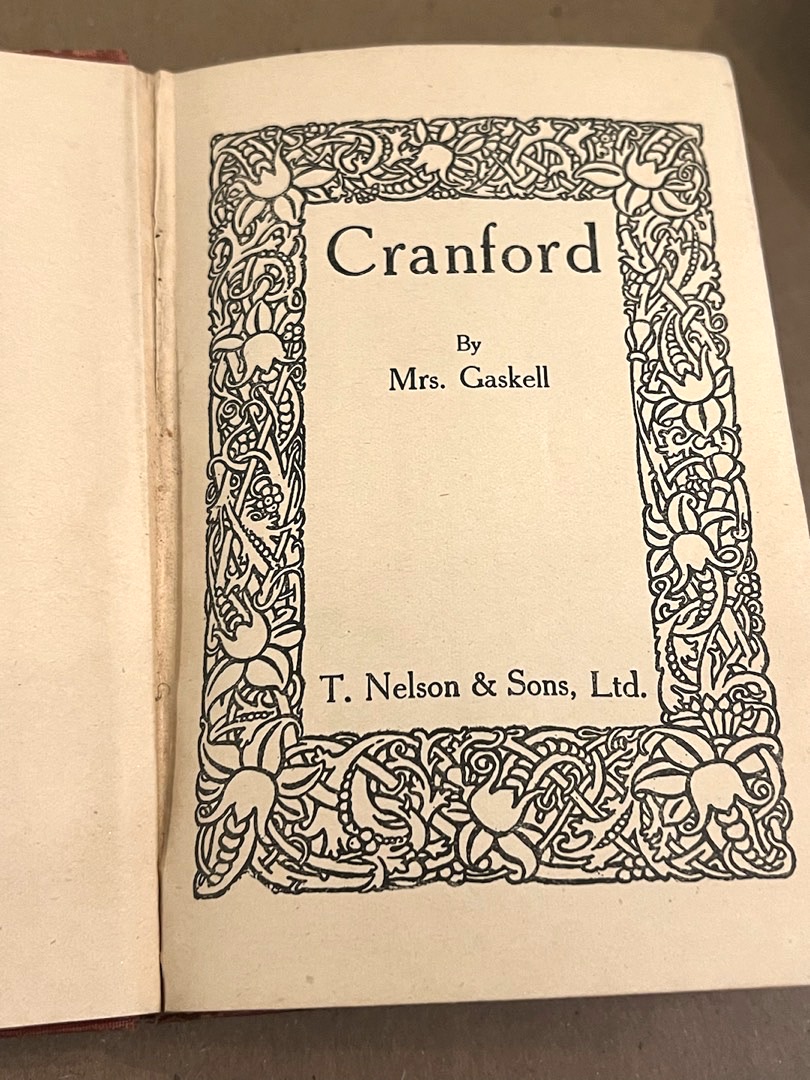 Cranford
By
Mrs. Gaskell
T. Nelson & Sons, Ltd.